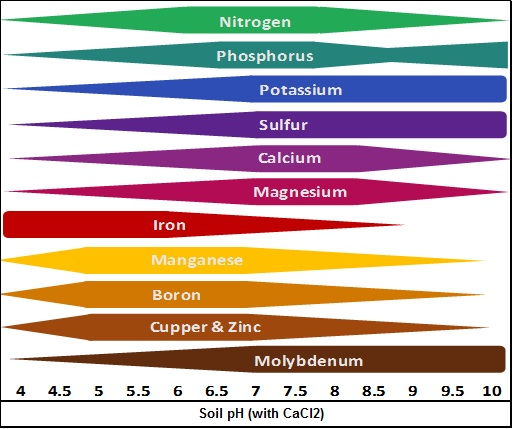 Nitrogen
Phosphorus
Potassium
Sulfur
Calcium
Magnesium
Iron
Manganese
Boron
Cupper & Zinc
Molybdenum
4 4.5 5 5.5 6 6.5 7 7.5 8 8.5 9 9.5 10
Soil pH (with CaCl2)